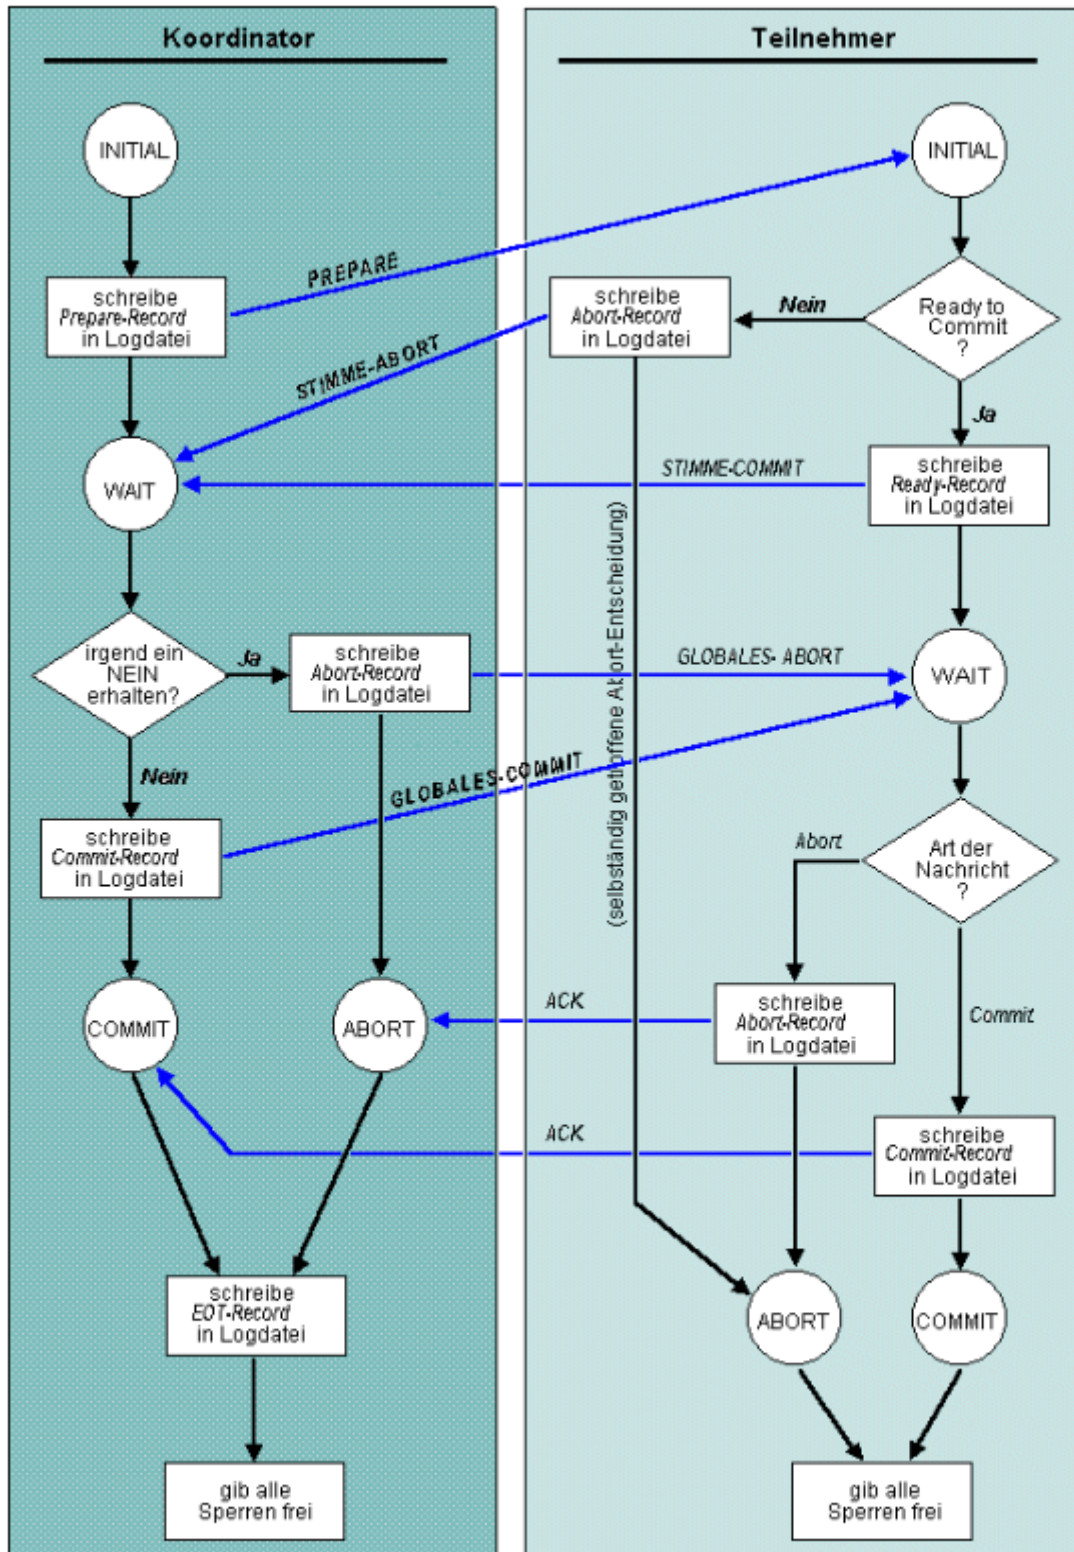 Koordinator
INITIAL
schreibe
Prepare-Record
in Logdatei
PREPARE
STIMME-ABORT
WAIT
STIMME-COMMIT
irgend ein
NEIN
erhalten?
Ja
schreibe
Abort-Record
in Logdatei
GLOBALES- ABORT
Nein
GLOBALES-COMMIT
schreibe
Commit-Record
in Logdatei
COMMIT
ABORT
ACK
ACK
schreibe
EOT-Record
in Logdatei
gib alle
Sperren frei
Teilnehmer
INITIAL
Ready to
Commit
?
Nein
schreibe
Abort-Record
in Logdatei
Ja
schreibe
Ready-Record
in Logdatei
(selbständig getroffene Abort-Entscheidung)
WAIT
Art der
Nachricht
?
Abort
schreibe
Abort-Record
in Logdatei
Commit
schreibe
Commit-Record
in Logdatei
ABORT
COMMIT
gib alle
Sperren frei